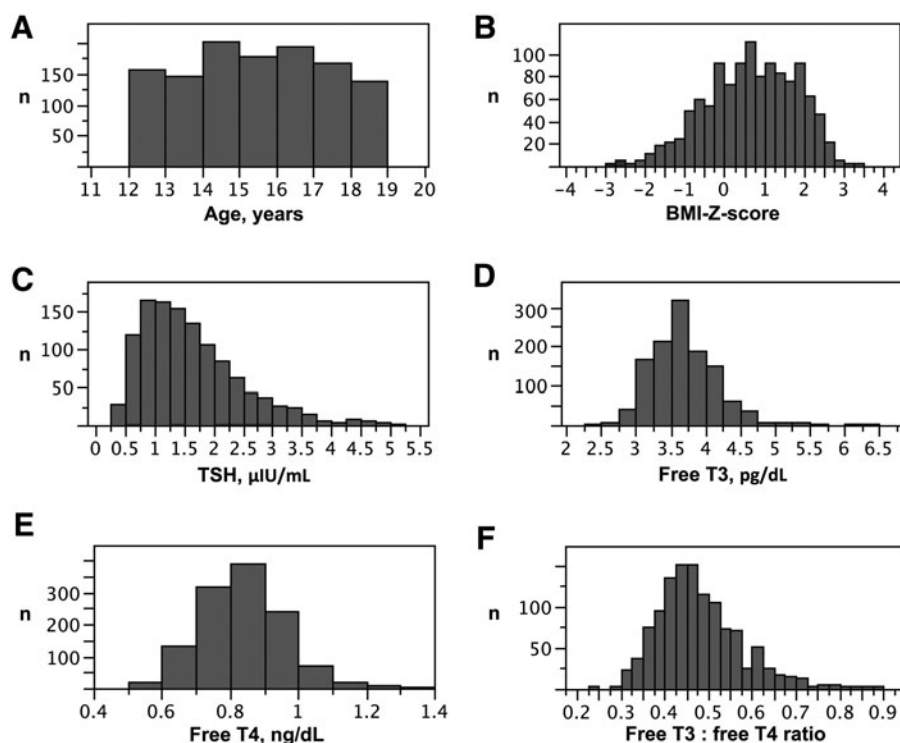 A
150
100
50
n
11 12 13 14 15 16 17 18 19 20
Age, years
B
100
80
60
40
20
n
-4 -3 -2 -1 0 1 2 3 4
BMI-Z-score
C
150
100
50
n
0 0.5 1 1.5 2 2.5 3 3.5 4 4.5 5 5.5
TSH, μIU/mL
D
300
200
100
n
2 2.5 3 3.5 4 4.5 5 5.5 6 6.5
Free T3, pg/dL
E
300
200
100
n
0.4 0.6 0.8 1 1.2 1.4
Free T4, ng/dL
F
100
50
n
0.2 0.3 0.4 0.5 0.6 0.7 0.8 0.9
Free T3 : free T4 ratio